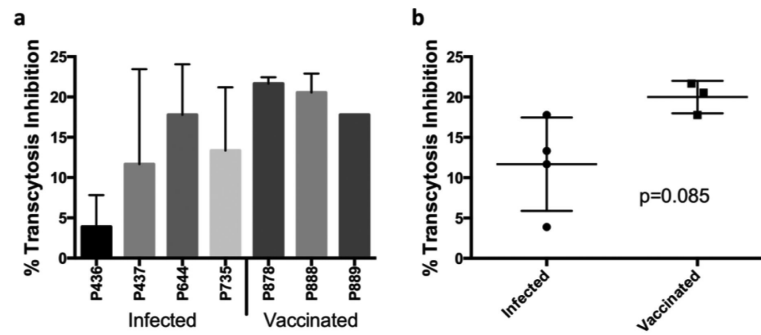 a
b
% Transcytosis Inhibition
25
20
15
10
5
0
P436
P437
P644
P735
P878
P888
P889
Infected
Vaccinated
% Transcytosis Inhibition
25
20
15
10
5
0
p=0.085
Infected
Vaccinated